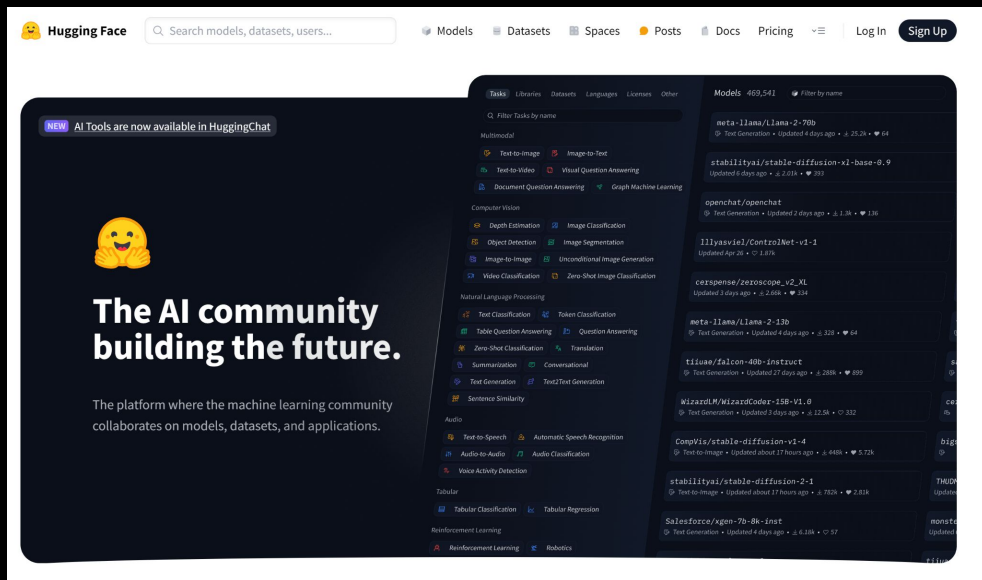 Hugging Face
Search models, datasets, users...
Models
Datasets
Spaces
Posts
Docs
Pricing
Log In
Sign Up
NEW AI Tools are now available in HuggingChat
The AI community
building the future.
The platform where the machine learning community
collaborates on models, datasets, and applications.
Tasks Libraries Datasets Languages Licenses Other
Filter Tasks by name
Multimodal
Text-to-Image Image-to-Text
Text-to-Video Visual Question Answering
Document Question Answering Graph Machine Learning
Computer Vision
Depth Estimation Image Classification
Object Detection Image Segmentation
Image-to-Image Unconditional Image Generation
Video Classification Zero-Shot Image Classification
Natural Language Processing
Text Classification Token Classification
Table Question Answering Question Answering
Zero-Shot Classification Translation
Summarization Conversational
Text Generation Text2Text Generation
Sentence Similarity
Audio
Text-to-Speech Automatic Speech Recognition
Audio-to-Audio Audio Classification
Voice Activity Detection
Tabular
Tabular Classification Tabular Regression
Reinforcement Learning
Reinforcement Learning Robotics
Models 469,541 Filter by name
meta-llama/Llama-2-70b
Text Generation • Updated 4 days ago • 25.2k • 64
stabilityai/stable-diffusion-xl-base-0.9
Updated 6 days ago • 2.01k • 393
openchat/openchat
Text Generation • Updated 2 days ago • 1.3k • 136
lllyasviel/ControlNet-v1-1
Updated Apr 26 • 1.87k
cerspense/zeroscope_v2_XL
Updated 3 days ago • 2.66k • 334
meta-llama/Llama-2-13b
Text Generation • Updated 4 days ago • 328 • 64
tiiuae/falcon-40b-instruct
Text Generation • Updated 27 days ago • 288k • 899
WizardLM/WizardCoder-15B-V1.0
Text Generation • Updated 3 days ago • 12.5k • 332
CompVis/stable-diffusion-v1-4
Text-to-Image • Updated about 17 hours ago • 448k • 5.72k
stabilityai/stable-diffusion-2-1
Text-to-Image • Updated about 17 hours ago • 782k • 2.81k
Salesforce/xgen-7b-8k-inst
Text Generation • Updated 4 days ago • 6.18k • 57